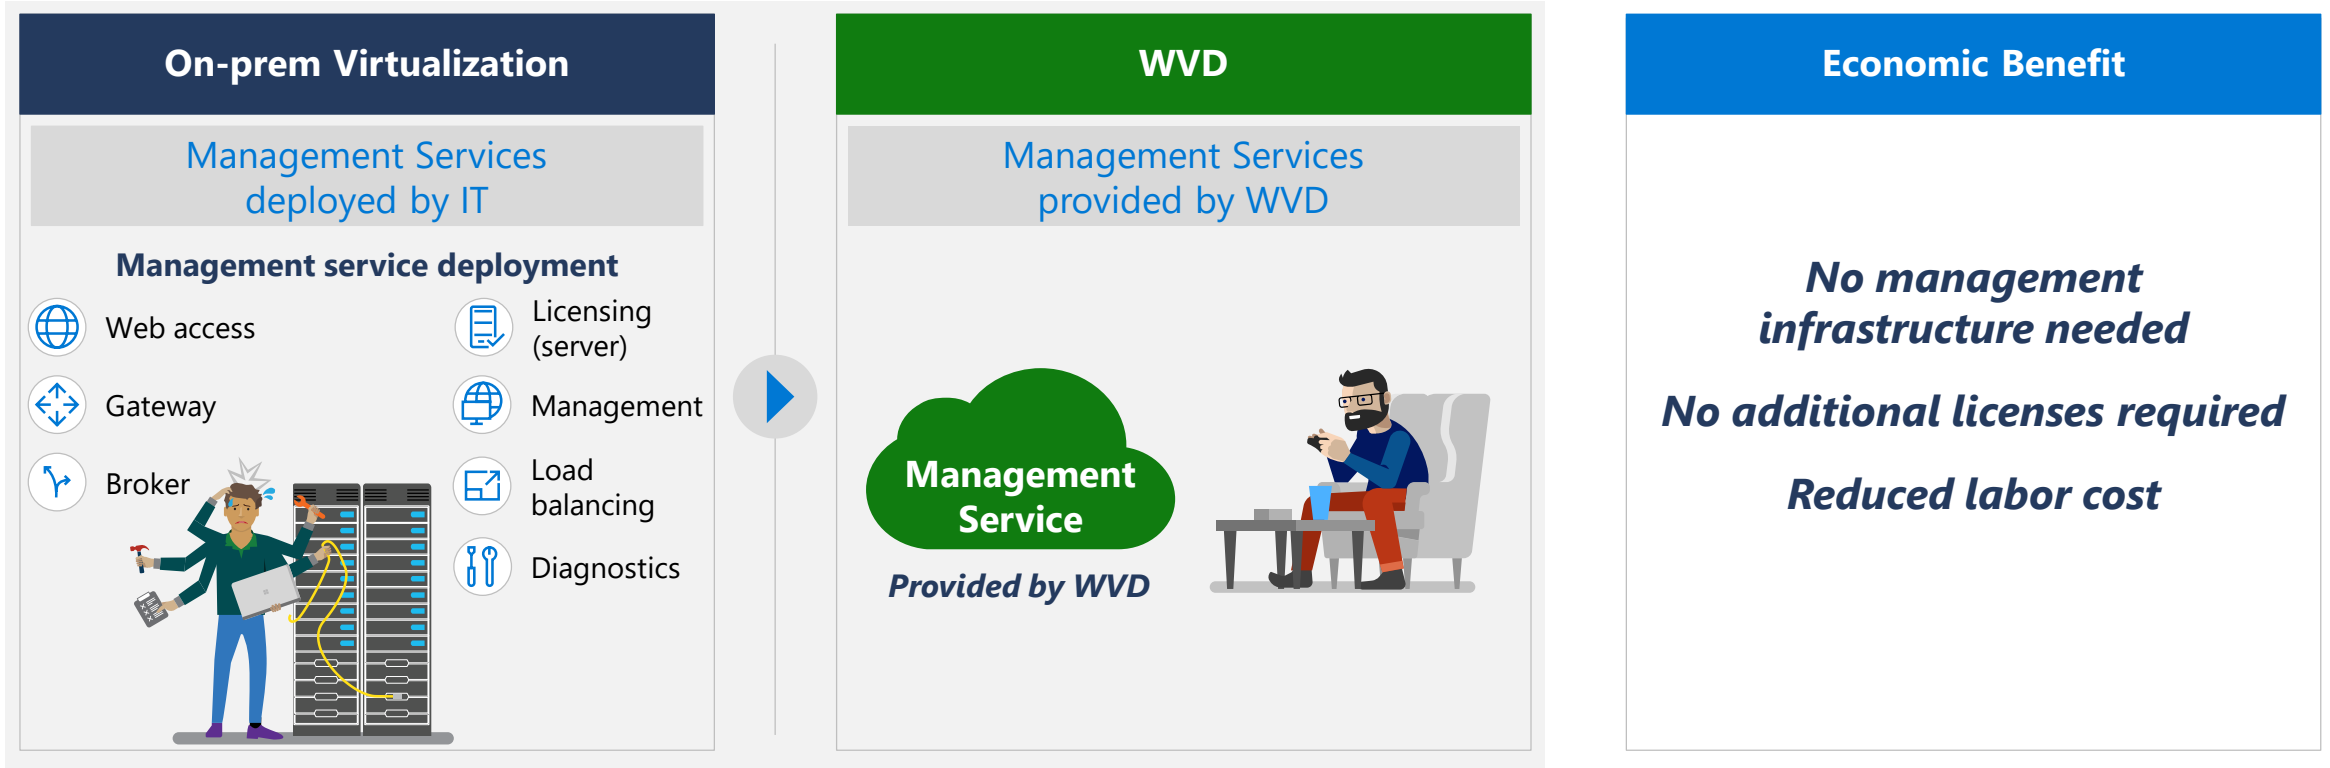 On-prem Virtualization
Management Services
deployed by IT
Management service deployment
Web access
Gateway
Broker
Licensing
(server)
Management
Load
balancing
Diagnostics
WVD
Management Services
provided by WVD
Management
Service
Provided by WVD
Economic Benefit
No management
infrastructure needed
No additional licenses required
Reduced labor cost